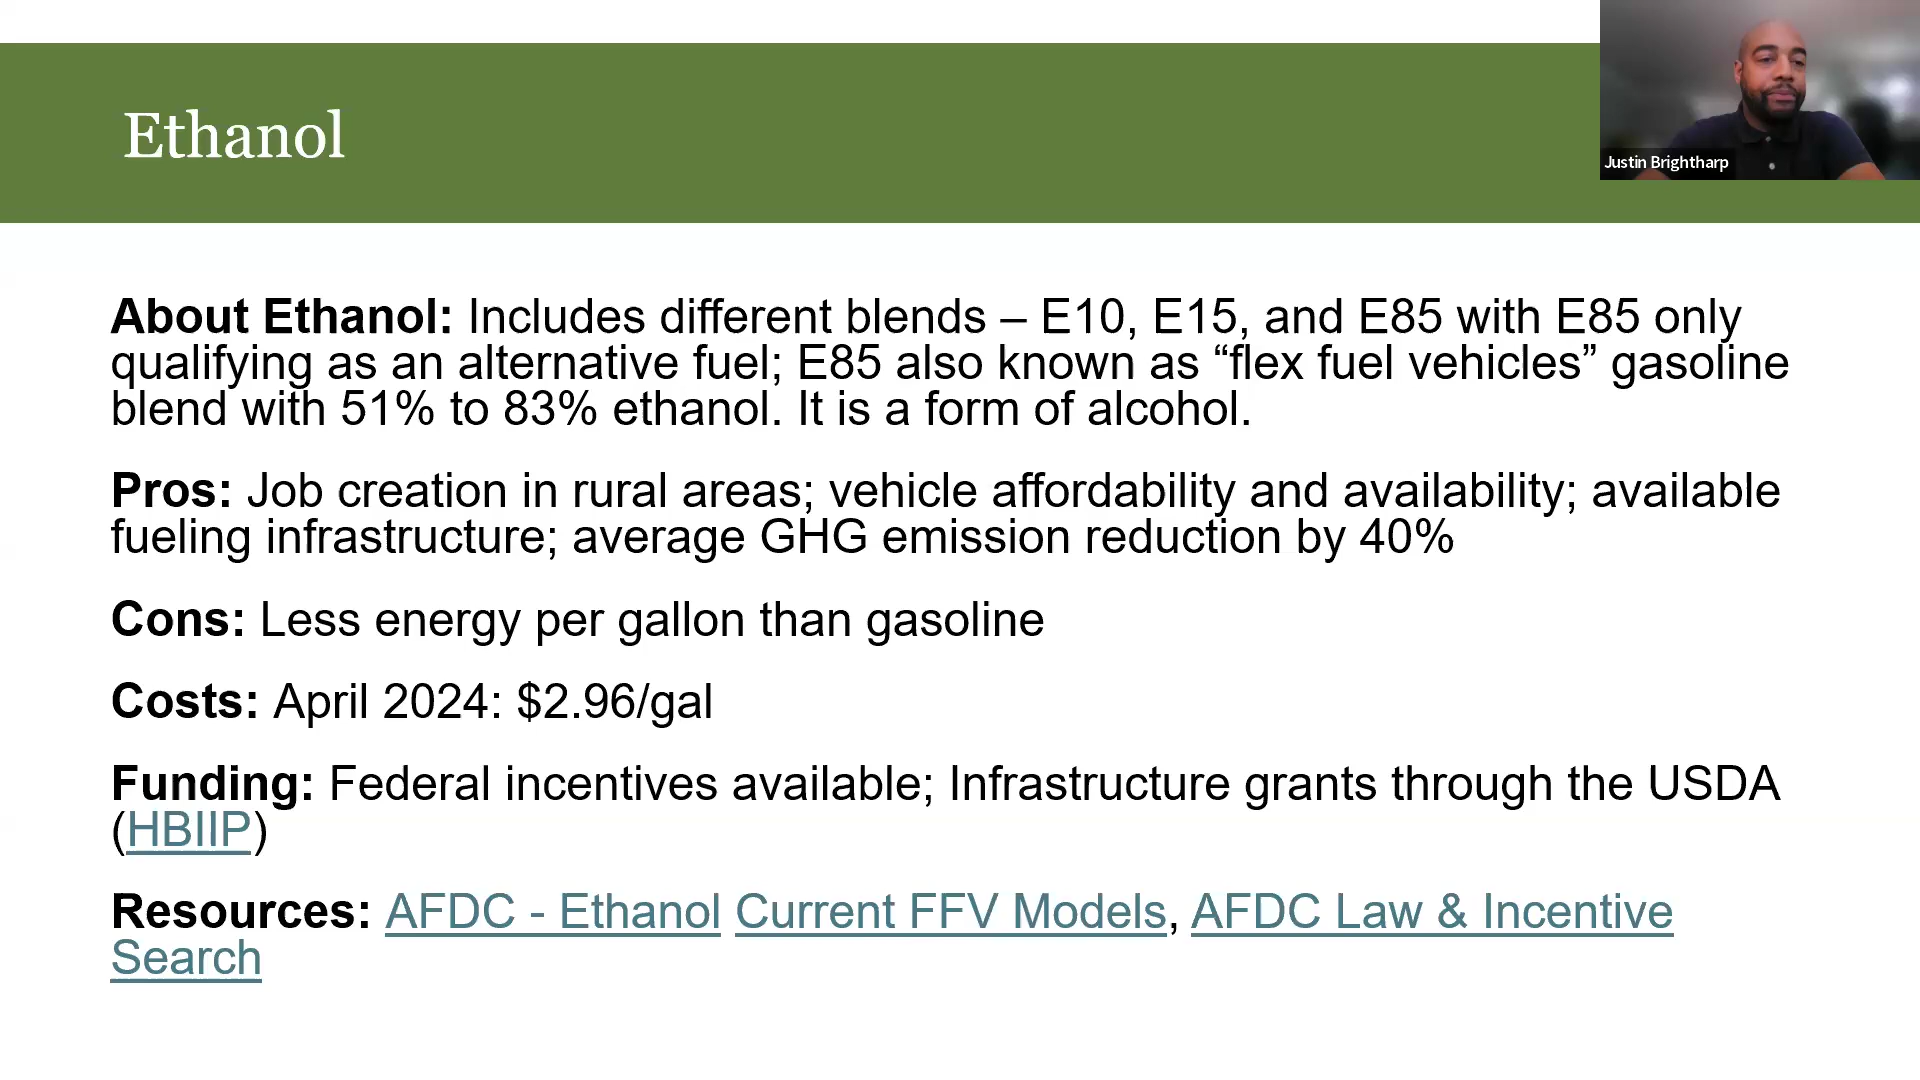 Ethanol
Justin Brightharp
About Ethanol: Includes different blends – E10, E15, and E85 with E85 only
qualifying as an alternative fuel; E85 also known as “flex fuel vehicles” gasoline
blend with 51% to 83% ethanol. It is a form of alcohol.
Pros: Job creation in rural areas; vehicle affordability and availability; available
fueling infrastructure; average GHG emission reduction by 40%
Cons: Less energy per gallon than gasoline
Costs: April 2024: $2.96/gal
Funding: Federal incentives available; Infrastructure grants through the USDA
(HBIIP)
Resources: AFDC - Ethanol Current FFV Models, AFDC Law & Incentive
Search